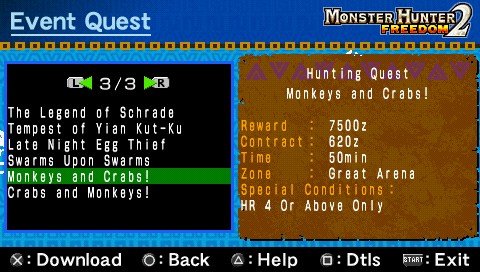 Event Quest
MONSTER HUNTER
FREEDOM 2
L 3/3 R
The Legend of Schrade
Tempest of Yian Kut-Ku
Late Night Egg Thief
Swarms Upon Swarms
Monkeys and Crabs!
Crabs and Monkeys!
Hunting Quest
Monkeys and Crabs!
Reward : 7500z
Contract : 620z
Time : 50min
Zone : Great Arena
Special Conditions :
HR 4 Or Above Only
:Download :Back :Help :Dtls START :Exit